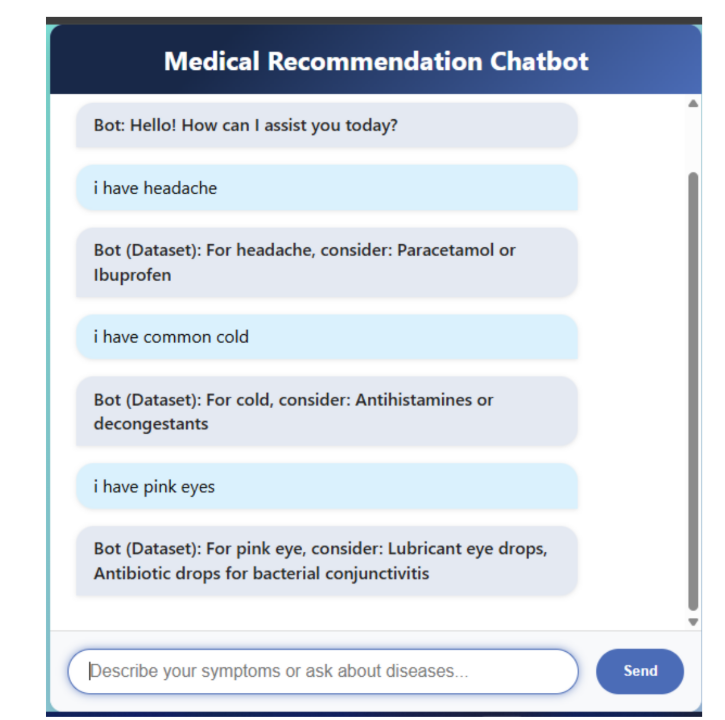 Medical Recommendation Chatbot
Bot: Hello! How can I assist you today?
i have headache
Bot (Dataset): For headache, consider: Paracetamol or
Ibuprofen
i have common cold
Bot (Dataset): For cold, consider: Antihistamines or
decongestants
i have pink eyes
Bot (Dataset): For pink eye, consider: Lubricant eye drops,
Antibiotic drops for bacterial conjunctivitis
Describe your symptoms or ask about diseases...
Send